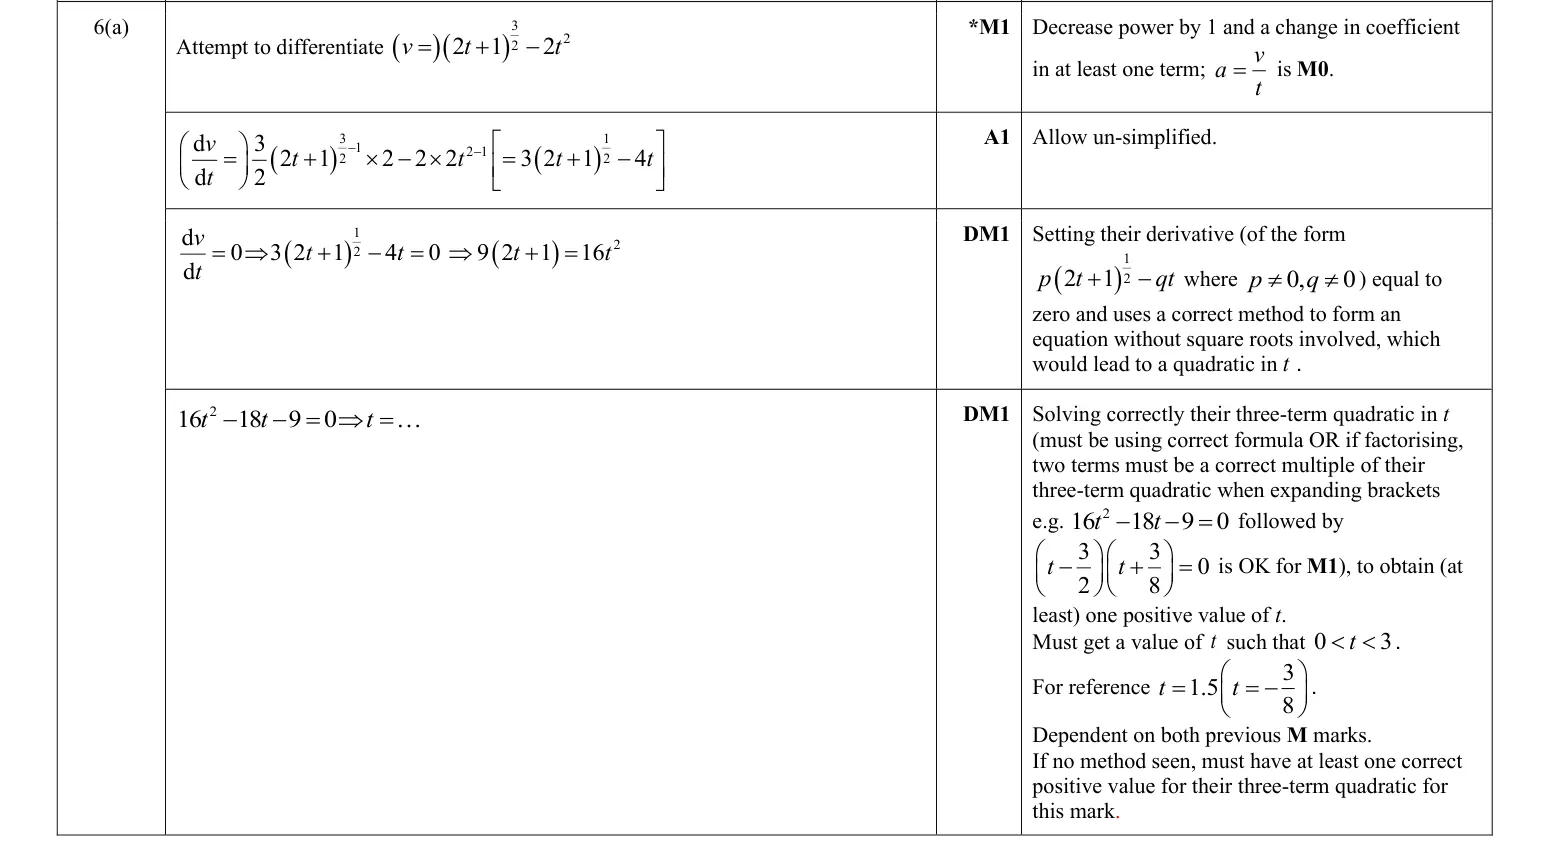 6(a)
Attempt to differentiate (v =)(2t + 1)^(3/2) − 2t²
*M1
Decrease power by 1 and a change in coefficient
in at least one term; a = v/t is M0.
(dv/dt =) 3/2 (2t + 1)^(3/2 −1) × 2 − 2 × 2t^(2−1) [= 3(2t + 1)^(1/2) − 4t]
A1
Allow un-simplified.
dv/dt = 0 ⇒ 3(2t + 1)^(1/2) − 4t = 0 ⇒ 9(2t + 1) = 16t²
DM1
Setting their derivative (of the form
p(2t + 1)^(1/2) − qt where p ≠ 0, q ≠ 0) equal to
zero and uses a correct method to form an
equation without square roots involved, which
would lead to a quadratic in t .
16t² − 18t − 9 = 0 ⇒ t = …
DM1
Solving correctly their three-term quadratic in t
(must be using correct formula OR if factorising,
two terms must be a correct multiple of their
three-term quadratic when expanding brackets
e.g. 16t² − 18t − 9 = 0 followed by
(t − 3/2)(t + 3/8) = 0 is OK for M1), to obtain (at
least) one positive value of t.
Must get a value of t such that 0 < t < 3.
For reference t = 1.5 (t = −3/8).
Dependent on both previous M marks.
If no method seen, must have at least one correct
positive value for their three-term quadratic for
this mark.